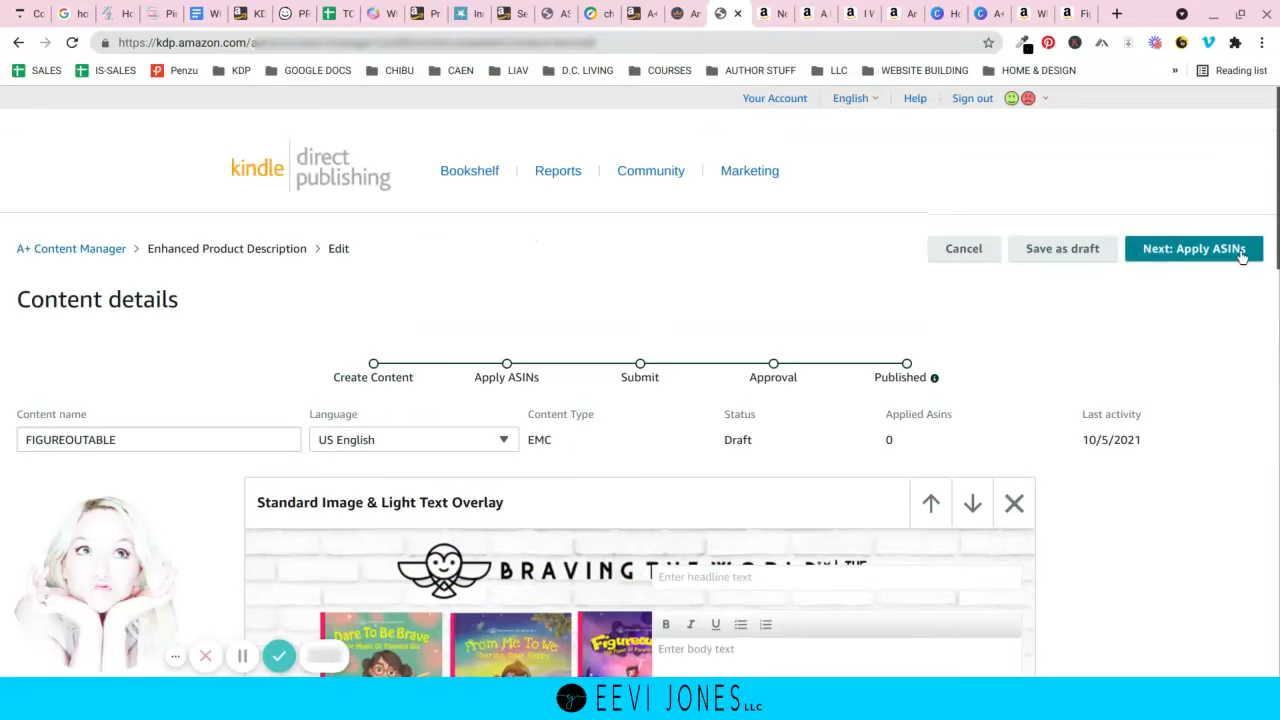 https://kdp.amazon.com/a
SALES IS-SALES Penzu KDP GOOGLE DOCS CHIBU CAEN LIAV D.C. LIVING COURSES AUTHOR STUFF LLC WEBSITE BUILDING HOME & DESIGN » Reading list
Your Account English Help Sign out
kindle direct publishing
Bookshelf Reports Community Marketing
A+ Content Manager > Enhanced Product Description > Edit
Cancel Save as draft Next: Apply ASINs
Content details
Create Content Apply ASINs Submit Approval Published
Content name Language Content Type Status Applied Asins Last activity
FIGUREOUTABLE US English EMC Draft 0 10/5/2021
Standard Image & Light Text Overlay
BRAVING THE WORLD™ | THE
Enter headline text
Dare To Be Brave
From Me To We
B I U
Enter body text
EEVI JONES LLC